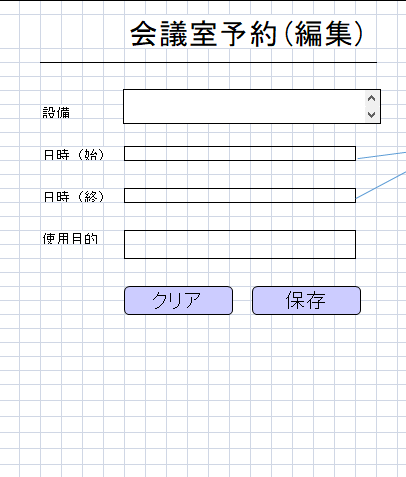 会議室予約(編集)
設備
日時(始)
日時(終)
使用目的
クリア 保存